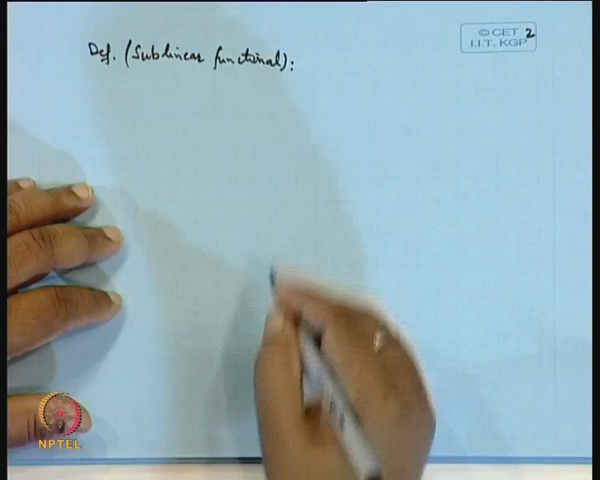 © CET 2
I.I.T. KGP
Def. (Sublinear functional):
NPTEL